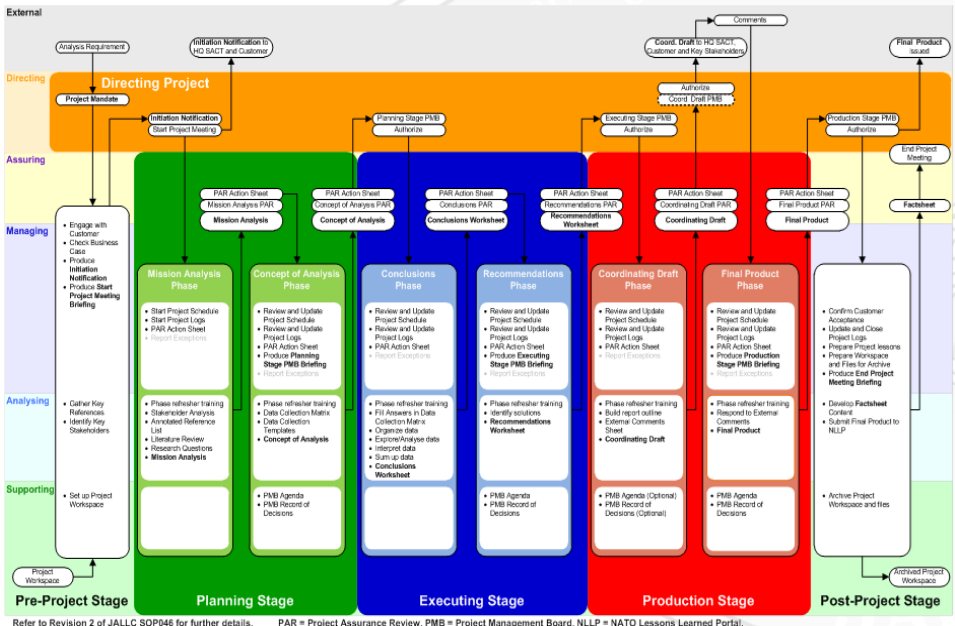 External
Analysis Requirement
Initiation Notification to
HQ SACT and Customer
Comments
Coord. Draft to HQ SACT,
Customer and Key Stakeholders
Final Product
Issued
Directing
Directing Project
Project Mandate
Initiation Notification
Start Project Meeting
Planning Stage PMB
Authorize
Executing Stage PMB
Authorize
Authorize
Coord. Draft PMB
Production Stage PMB
Authorize
End Project
Meeting
Assuring
PAR Action Sheet
Mission Analysis PAR
Mission Analysis
PAR Action Sheet
Concept of Analysis PAR
Concept of Analysis
PAR Action Sheet
Conclusions PAR
Conclusions Worksheet
PAR Action Sheet
Recommendations PAR
Recommendations
Worksheet
PAR Action Sheet
Coordinating Draft PAR
Coordinating Draft
PAR Action Sheet
Final Product PAR
Final Product
Factsheet
Managing
• Engage with
Customer
• Check Business
Case
• Produce
Initiation
Notification
• Produce Start
Project Meeting
Briefing
Mission Analysis
Phase
• Start Project Schedule
• Start Project Logs
• PAR Action Sheet
• Report Exceptions
Concept of Analysis
Phase
• Review and Update
Project Schedule
• Review and Update
Project Logs
• PAR Action Sheet
• Produce Planning
Stage PMB Briefing
• Report Exceptions
Conclusions
Phase
• Review and Update
Project Schedule
• Review and Update
Project Logs
• PAR Action Sheet
• Report Exceptions
Recommendations
Phase
• Review and Update
Project Schedule
• Review and Update
Project Logs
• PAR Action Sheet
• Produce Executing
Stage PMB Briefing
• Report Exceptions
Coordinating Draft
Phase
• Review and Update
Project Schedule
• Review and Update
Project Logs
• PAR Action Sheet
• Report Exceptions
Final Product
Phase
• Review and Update
Project Schedule
• Review and Update
Project Logs
• PAR Action Sheet
• Produce Production
Stage PMB Briefing
• Report Exceptions
• Confirm Customer
Acceptance
• Update and Close
Project Logs
• Prepare Project lessons
• Prepare Workspace
and Files for Archive
• Produce End Project
Meeting Briefing
Analysing
• Gather Key
References
• Identify Key
Stakeholders
• Phase refresher training
• Stakeholder Analysis
• Annotated Reference
List
• Literature Review
• Research Questions
• Mission Analysis
• Phase refresher training
• Data Collection Matrix
• Data Collection
Templates
• Concept of Analysis
• Phase refresher training
• Fill Answers in Data
Collection Matrix
• Organize data
• Explore/Analyse data
• Interpret data
• Sum up data
• Conclusions
Worksheet
• Phase refresher training
• Identify solutions
• Recommendations
Worksheet
• Phase refresher training
• Build report outline
• External Comments
Sheet
• Coordinating Draft
• Phase refresher training
• Respond to External
Comments
• Final Product
• Develop Factsheet
Content
• Submit Final Product to
NLLP
Supporting
• Set up Project
Workspace
• PMB Agenda
• PMB Record of
Decisions
• PMB Agenda
• PMB Record of
Decisions
• PMB Agenda (Optional)
• PMB Record of
Decisions (Optional)
• PMB Agenda
• PMB Record of
Decisions
• Archive Project
Workspace and files
Project
Workspace
Archived Project
Workspace
Pre-Project Stage
Planning Stage
Executing Stage
Production Stage
Post-Project Stage
Refer to Revision 2 of JALLC SOP046 for further details.
PAR = Project Assurance Review, PMB = Project Management Board, NLLP = NATO Lessons Learned Portal.